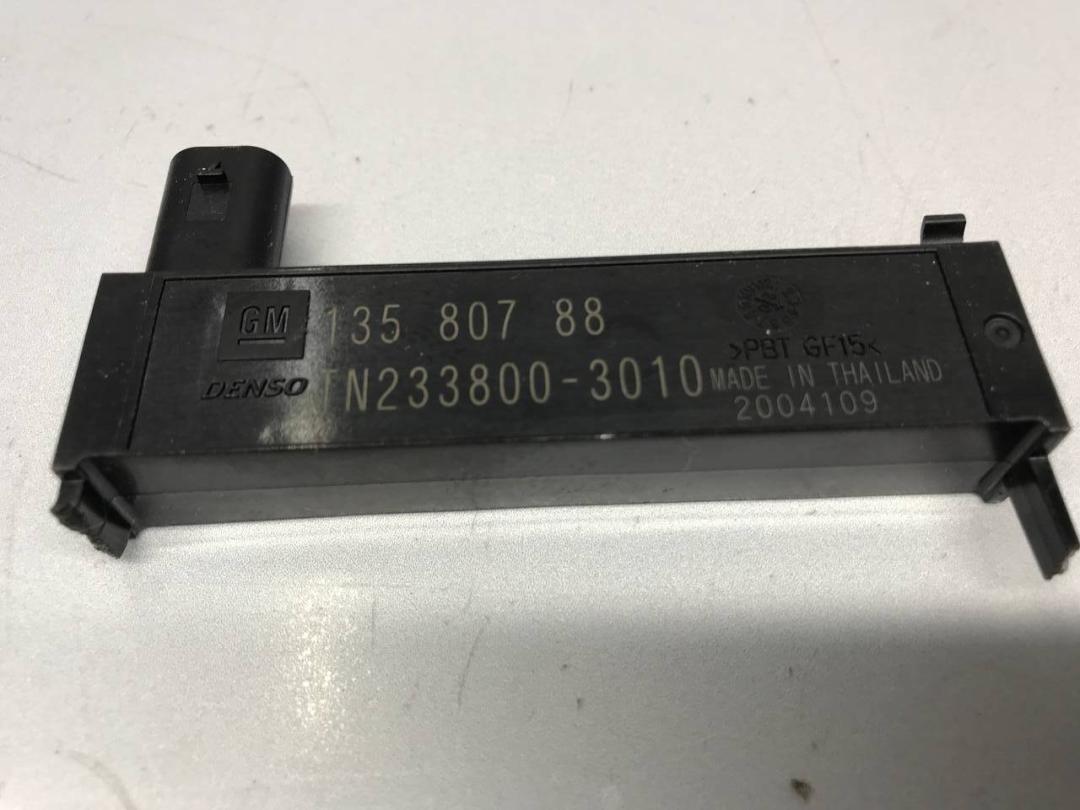 GM 135 807 88
DENSO TN233800-3010
>PBT GF15<
MADE IN THAILAND
2004109